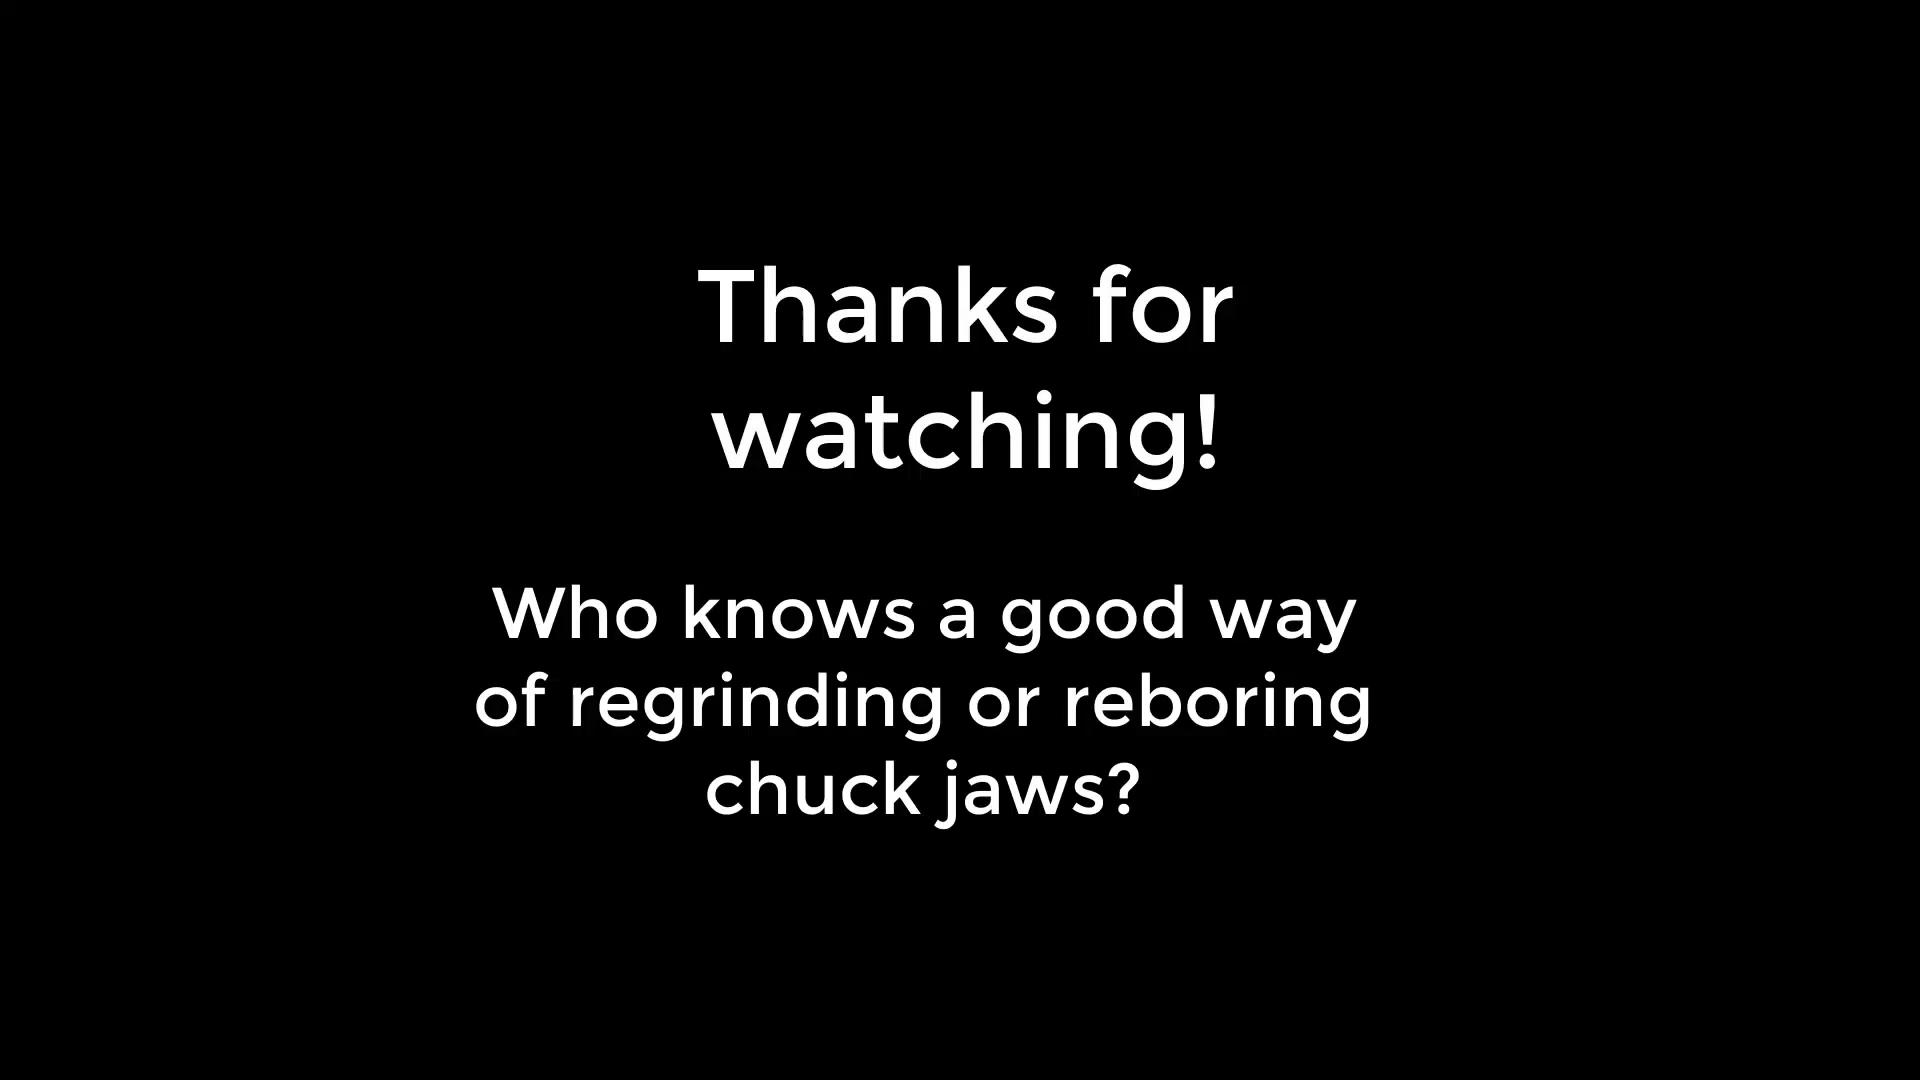 Thanks for
watching!
Who knows a good way
of regrinding or reboring
chuck jaws?